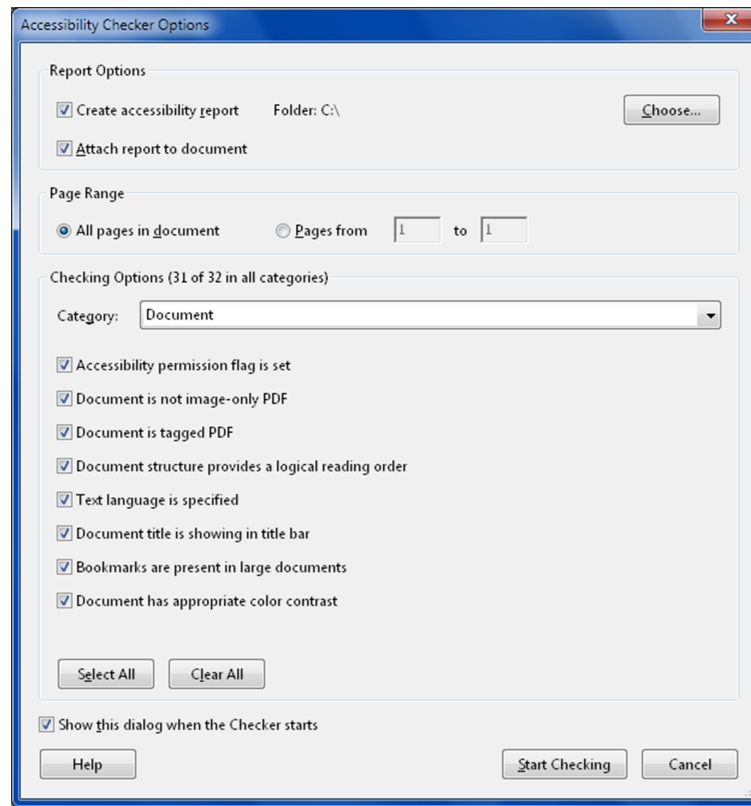 Accessibility Checker Options
Report Options
Create accessibility report Folder: C:\ Choose...
Attach report to document
Page Range
All pages in document Pages from 1 to 1
Checking Options (31 of 32 in all categories)
Category: Document
Accessibility permission flag is set
Document is not image-only PDF
Document is tagged PDF
Document structure provides a logical reading order
Text language is specified
Document title is showing in title bar
Bookmarks are present in large documents
Document has appropriate color contrast
Select All Clear All
Show this dialog when the Checker starts
Help Start Checking Cancel